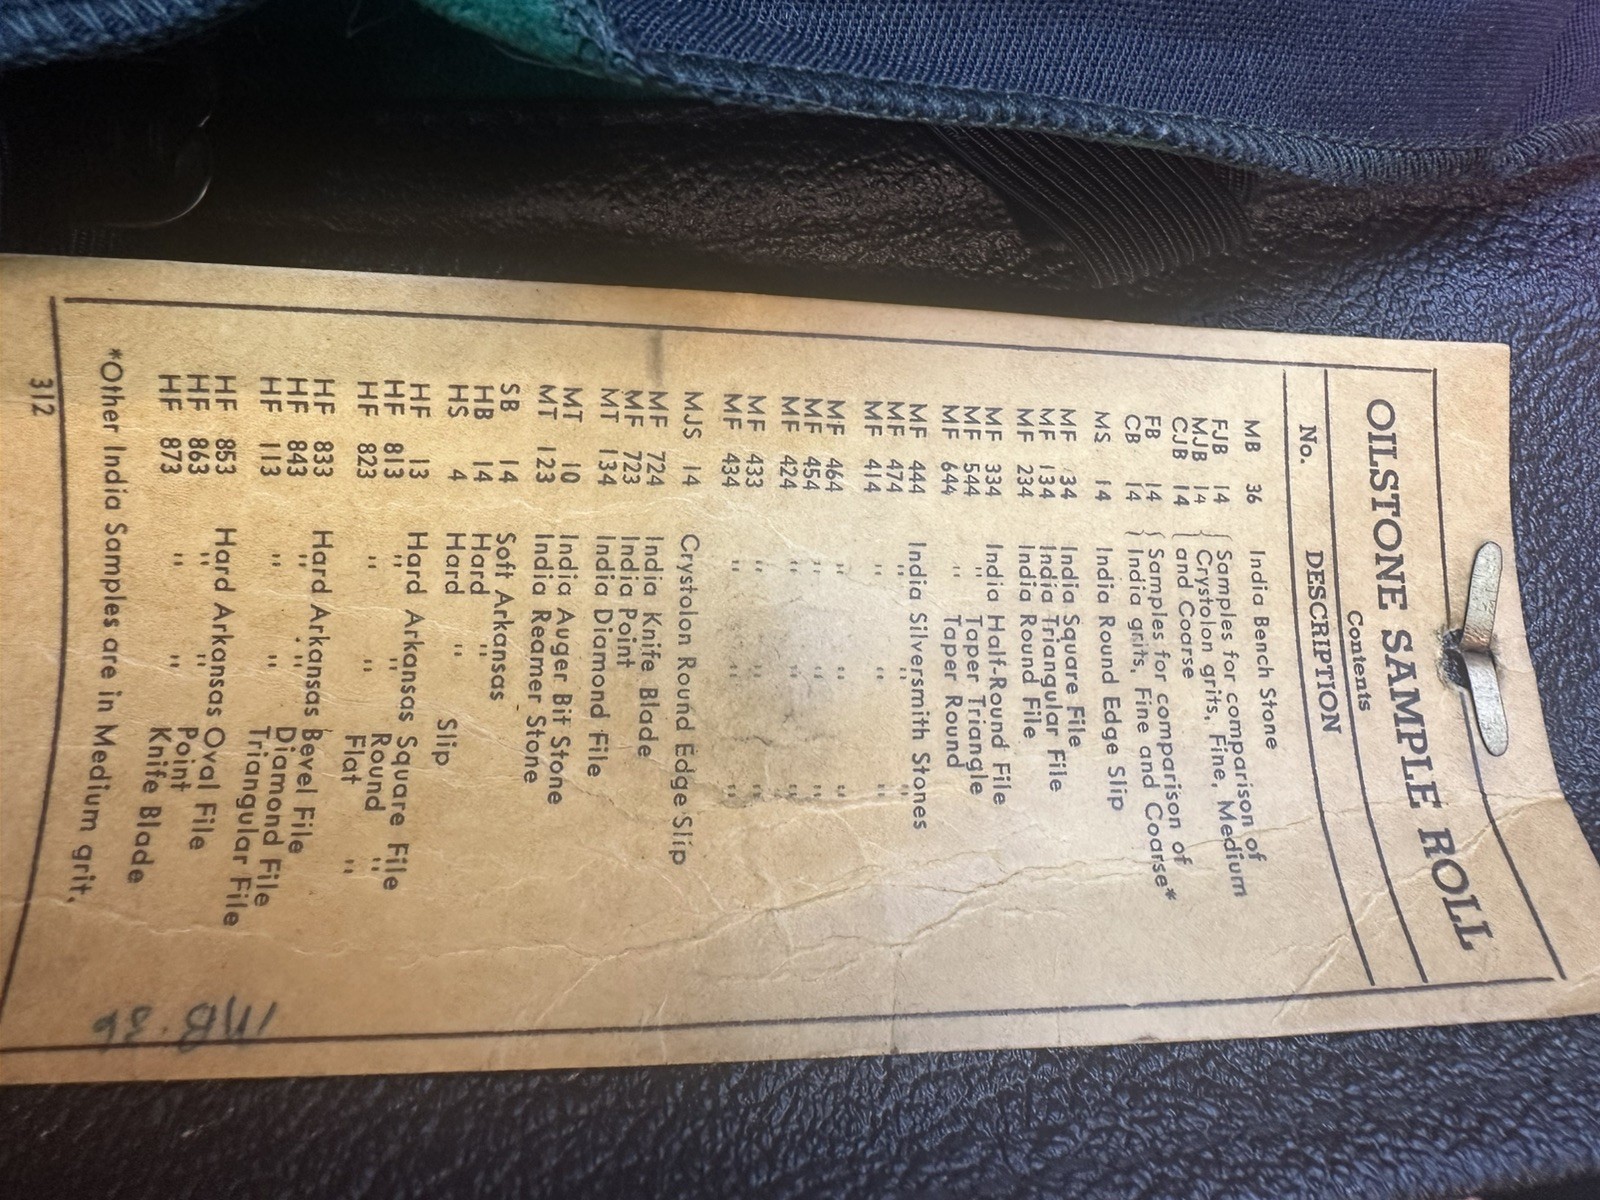 OILSTONE SAMPLE ROLL
Contents
No. DESCRIPTION
MB 36 India Bench Stone
FJB 14 { Samples for comparison of
MJB 14 { Crystolon grits, Fine, Medium
CJB 14 { and Coarse
FB 14 { Samples for comparison of
CB 14 { India grits, Fine and Coarse*
MS 14 India Round Edge Slip
MF 34 India Square File
MF 134 India Triangular File
MF 234 India Round File
MF 334 India Half-Round File
MF 544 " Taper Triangle
MF 644 " Taper Round
MF 444 India Silversmith Stones
MF 474 " " "
MF 414 " " "
MF 464 " " "
MF 454 " " "
MF 424 " " "
MF 433 " " "
MF 434 " " "
MJS 14 Crystolon Round Edge Slip
MF 724 India Knife Blade
MF 723 India Point
MT 134 India Diamond File
MT 10 India Auger Bit Stone
MT 123 India Reamer Stone
SB 14 Soft Arkansas
HB 14 Hard "
HS 4 Hard " Slip
HF 13 Hard Arkansas Square File
HF 813 " " Round "
HF 823 " " Flat "
HF 833 Hard Arkansas Bevel File
HF 843 " " Diamond File
HF 113 " " Triangular File
HF 853 Hard Arkansas Oval File
HF 863 " " Point
HF 873 " " Knife Blade
*Other India Samples are in Medium grit.
312
MB.36